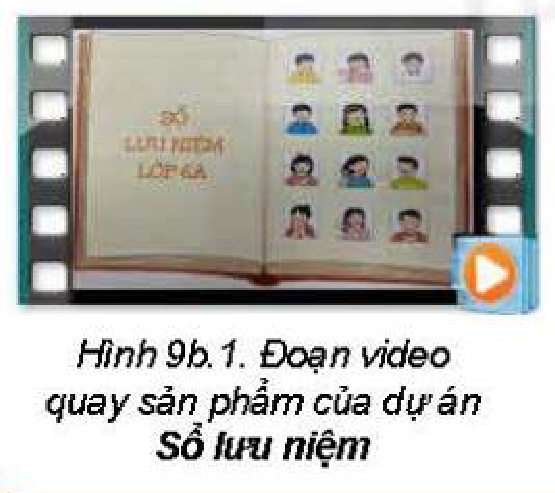 SỔ
LƯU NIỆM
LỚP 6A
Hình 9b.1. Đoạn video
quay sản phẩm của dự án
Sổ lưu niệm